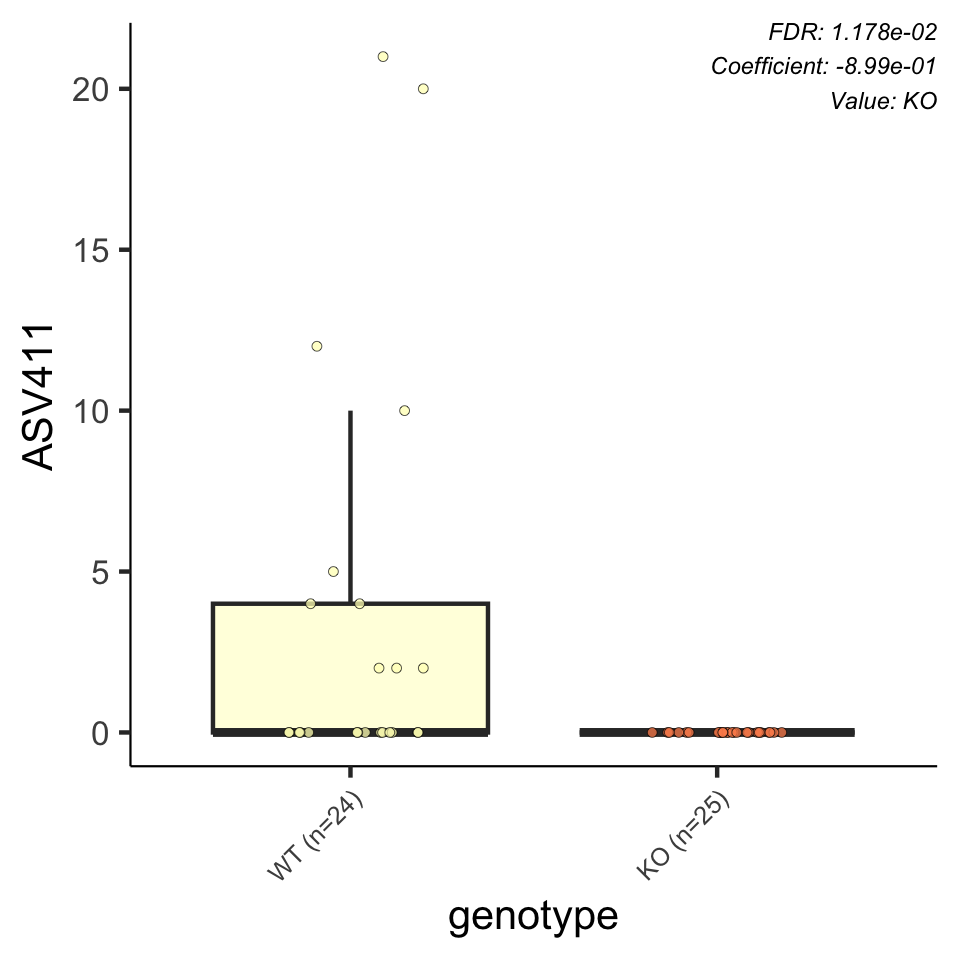 FDR: 1.178e-02
Coefficient: -8.99e-01
Value: KO
20
15
10
5
0
ASV411
WT (n=24)
KO (n=25)
genotype